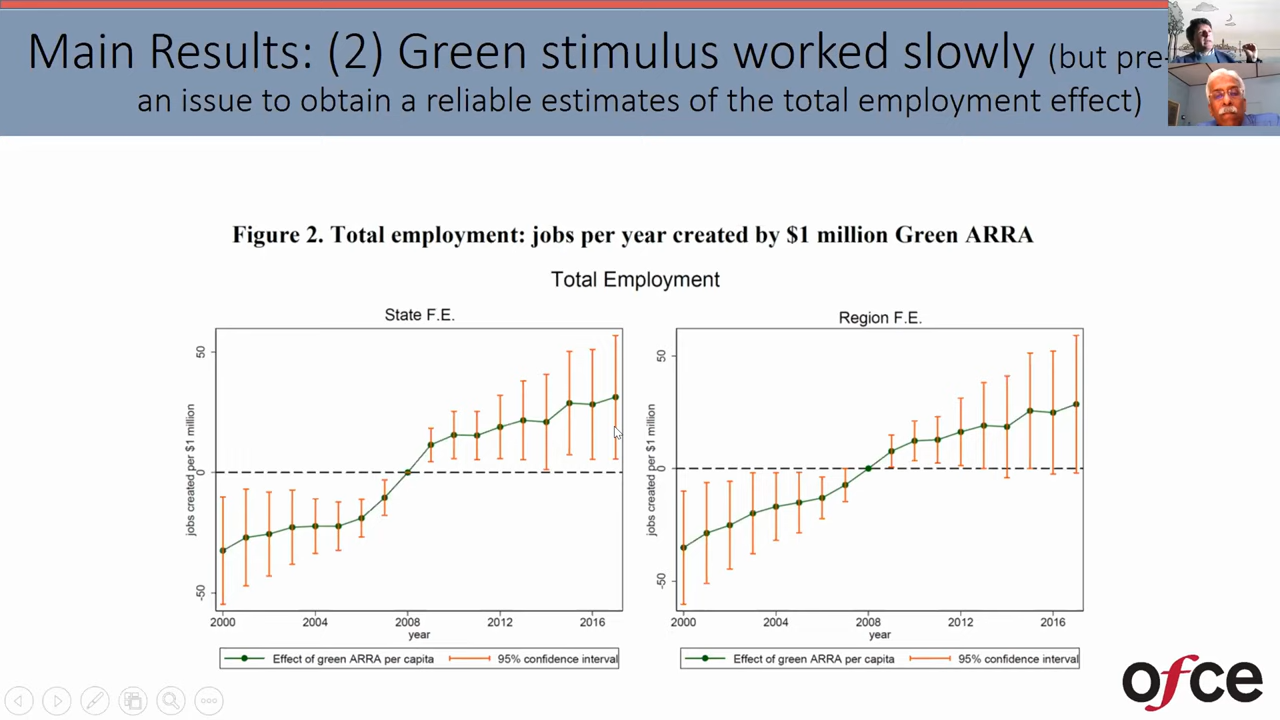 Main Results: (2) Green stimulus worked slowly (but pre-
an issue to obtain a reliable estimates of the total employment effect)
Figure 2. Total employment: jobs per year created by $1 million Green ARRA
Total Employment
State F.E.
50
0
-50
jobs created per $1 million
2000 2004 2008 2012 2016
year
Effect of green ARRA per capita 95% confidence interval
Region F.E.
50
0
-50
jobs created per $1 million
2000 2004 2008 2012 2016
year
Effect of green ARRA per capita 95% confidence interval
ofce